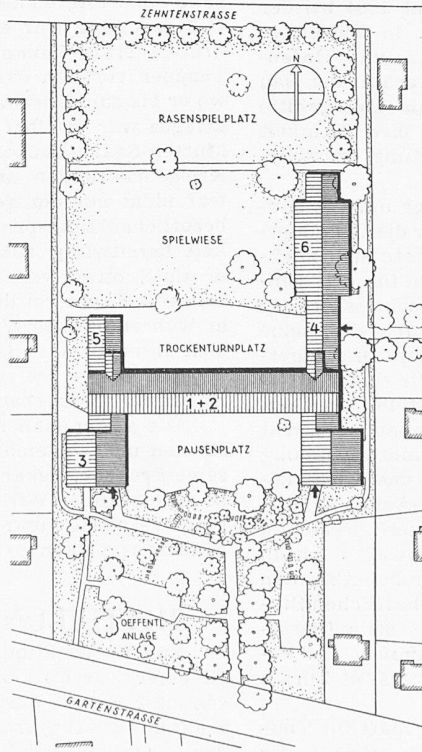 ZEHNTENSTRASSE
N
RASENSPIELPLATZ
SPIELWIESE
6
5
TROCKENTURNPLATZ
4
1+2
3
PAUSENPLATZ
OEFFENTL.
ANLAGE
GARTENSTRASSE